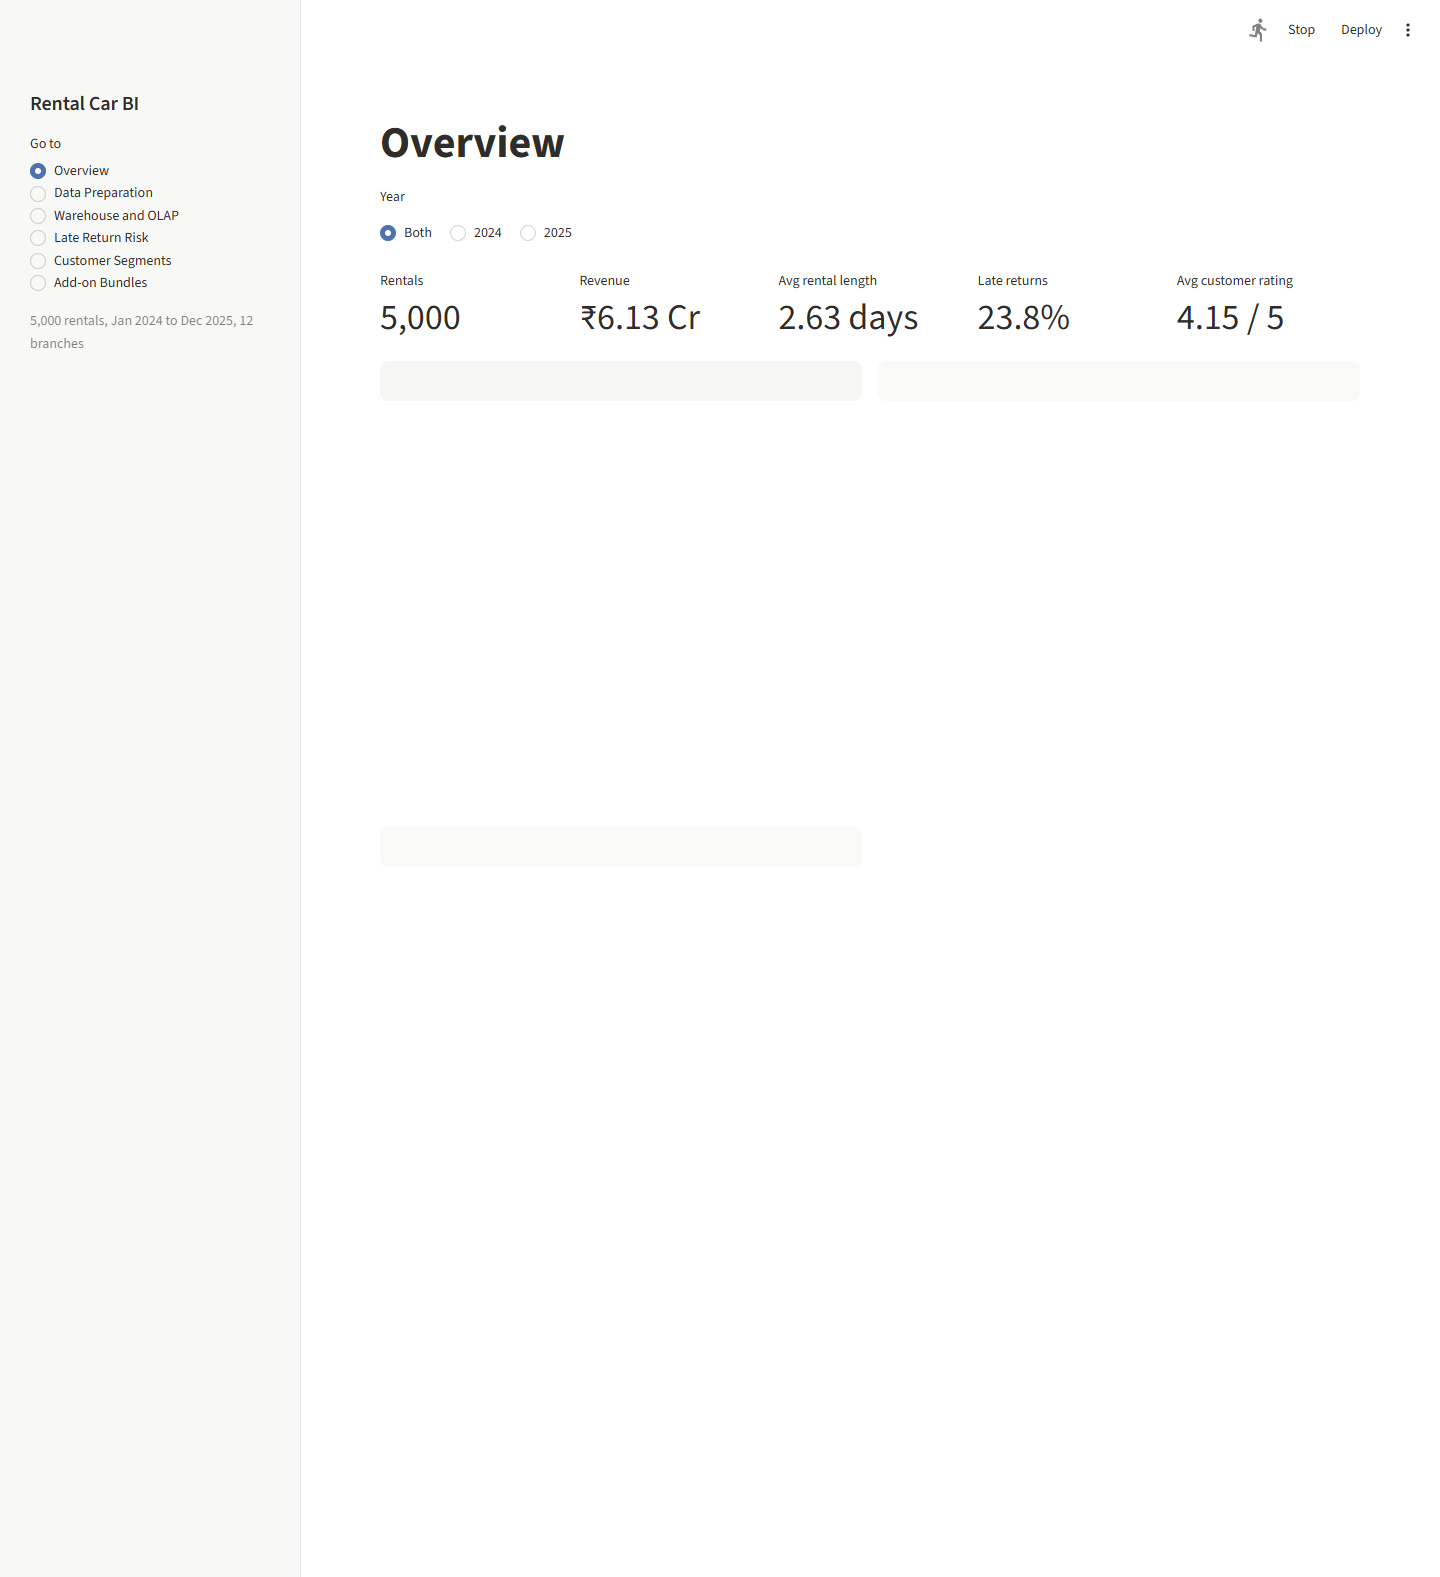 Stop
Deploy
Rental Car BI
Go to
Overview
Data Preparation
Warehouse and OLAP
Late Return Risk
Customer Segments
Add-on Bundles
5,000 rentals, Jan 2024 to Dec 2025, 12
branches
Overview
Year
Both 2024 2025
Rentals Revenue Avg rental length Late returns Avg customer rating
5,000 ₹6.13 Cr 2.63 days 23.8% 4.15 / 5